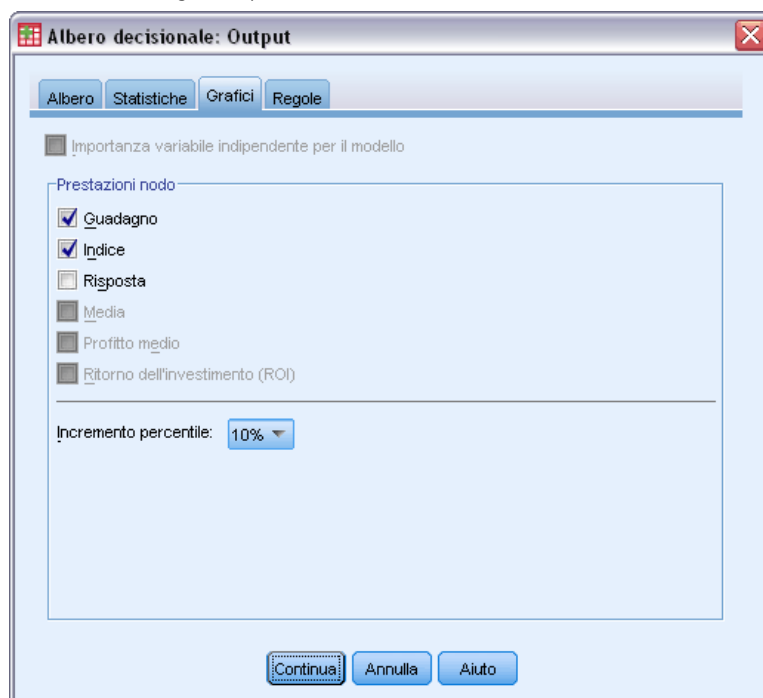 Albero decisionale: Output
Albero Statistiche Grafici Regole
Importanza variabile indipendente per il modello
Prestazioni nodo
Guadagno
Indice
Risposta
Media
Profitto medio
Ritorno dell'investimento (ROI)
Incremento percentile: 10%
Continua Annulla Aiuto